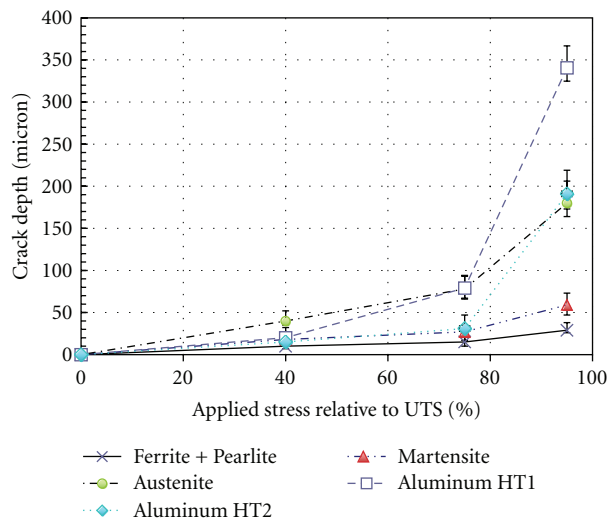 400
350
300
250
200
150
100
50
0
Crack depth (micron)
0 20 40 60 80 100
Applied stress relative to UTS (%)
Ferrite + Pearlite Martensite
Austenite Aluminum HT1
Aluminum HT2